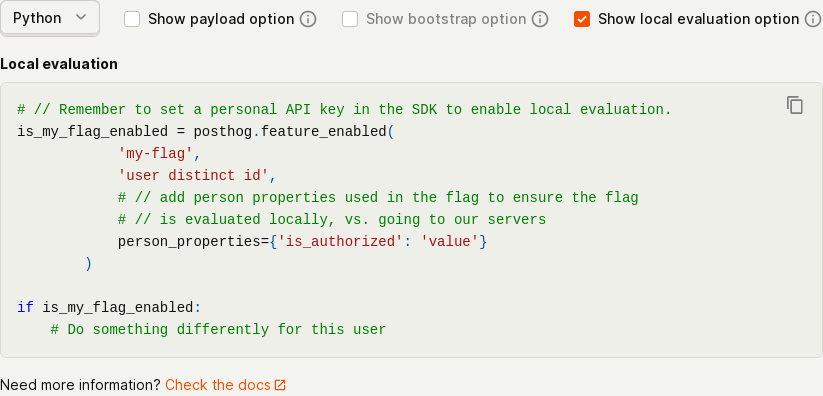 Python Show payload option Show bootstrap option Show local evaluation option
Local evaluation
# // Remember to set a personal API key in the SDK to enable local evaluation.
is_my_flag_enabled = posthog.feature_enabled(
            'my-flag',
            'user distinct id',
            # // add person properties used in the flag to ensure the flag
            # // is evaluated locally, vs. going to our servers
            person_properties={'is_authorized': 'value'}
        )
if is_my_flag_enabled:
    # Do something differently for this user
Need more information? Check the docs